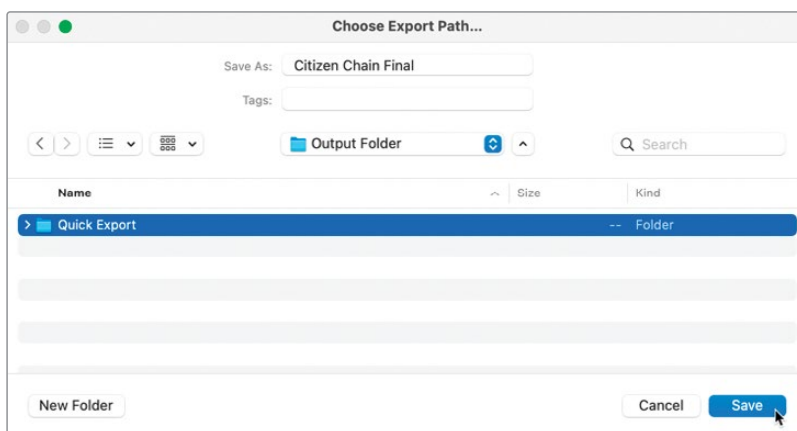 Choose Export Path...
Save As: Citizen Chain Final
Tags:
Output Folder Search
Name Size Kind
Quick Export -- Folder
New Folder Cancel Save